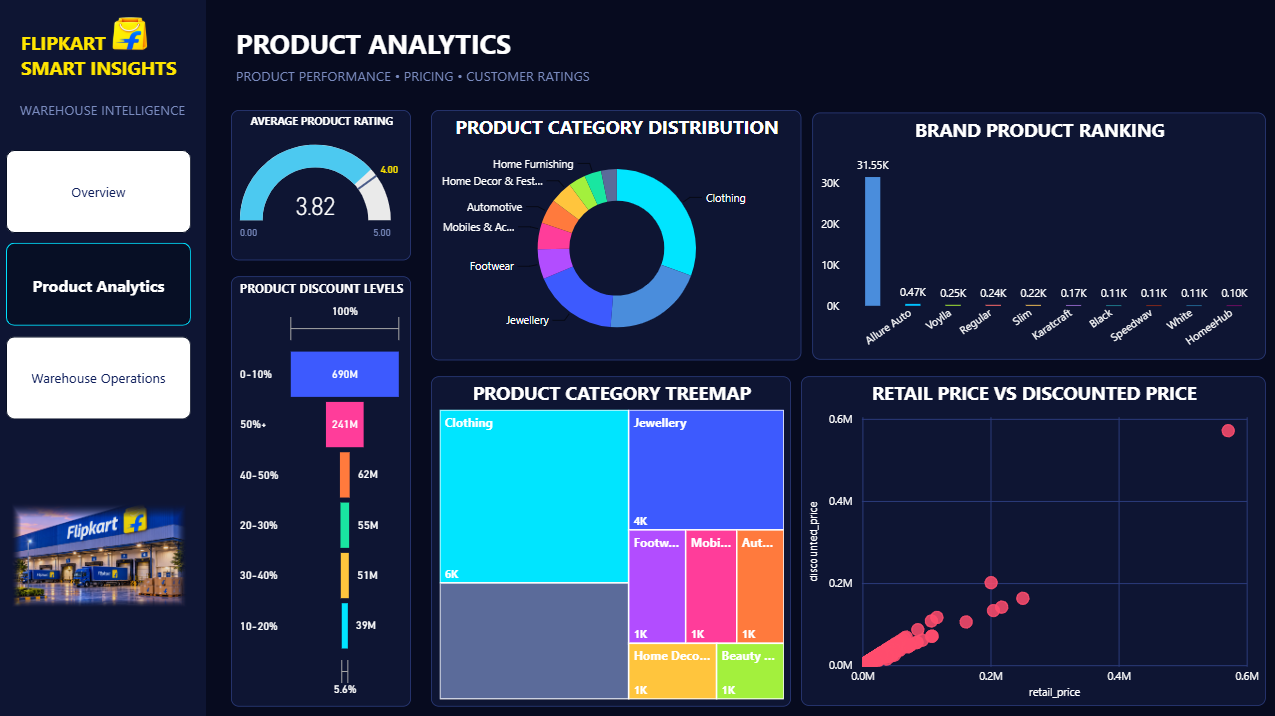 FLIPKART
SMART INSIGHTS
WAREHOUSE INTELLIGENCE
Overview
Product Analytics
Warehouse Operations
Flipkart
PRODUCT ANALYTICS
PRODUCT PERFORMANCE • PRICING • CUSTOMER RATINGS
AVERAGE PRODUCT RATING
4.00
3.82
0.00
5.00
PRODUCT DISCOUNT LEVELS
100%
0-10%
690M
50%+
241M
40-50%
62M
20-30%
55M
30-40%
51M
10-20%
39M
5.6%
PRODUCT CATEGORY DISTRIBUTION
Home Furnishing
Home Decor & Fest...
Automotive
Mobiles & Ac...
Footwear
Jewellery
Clothing
BRAND PRODUCT RANKING
30K
20K
10K
0K
31.55K
0.47K
0.25K
0.24K
0.22K
0.17K
0.11K
0.11K
0.11K
0.10K
Allure Auto
Voylla
Regular
Slim
Karatcraft
Black
Speedwav
White
HomeeHub
PRODUCT CATEGORY TREEMAP
Clothing
6K
Jewellery
4K
Footw...
1K
Mobi...
1K
Aut...
1K
Home Deco...
1K
Beauty ...
1K
RETAIL PRICE VS DISCOUNTED PRICE
0.6M
0.4M
0.2M
0.0M
discounted_price
0.0M
0.2M
0.4M
0.6M
retail_price